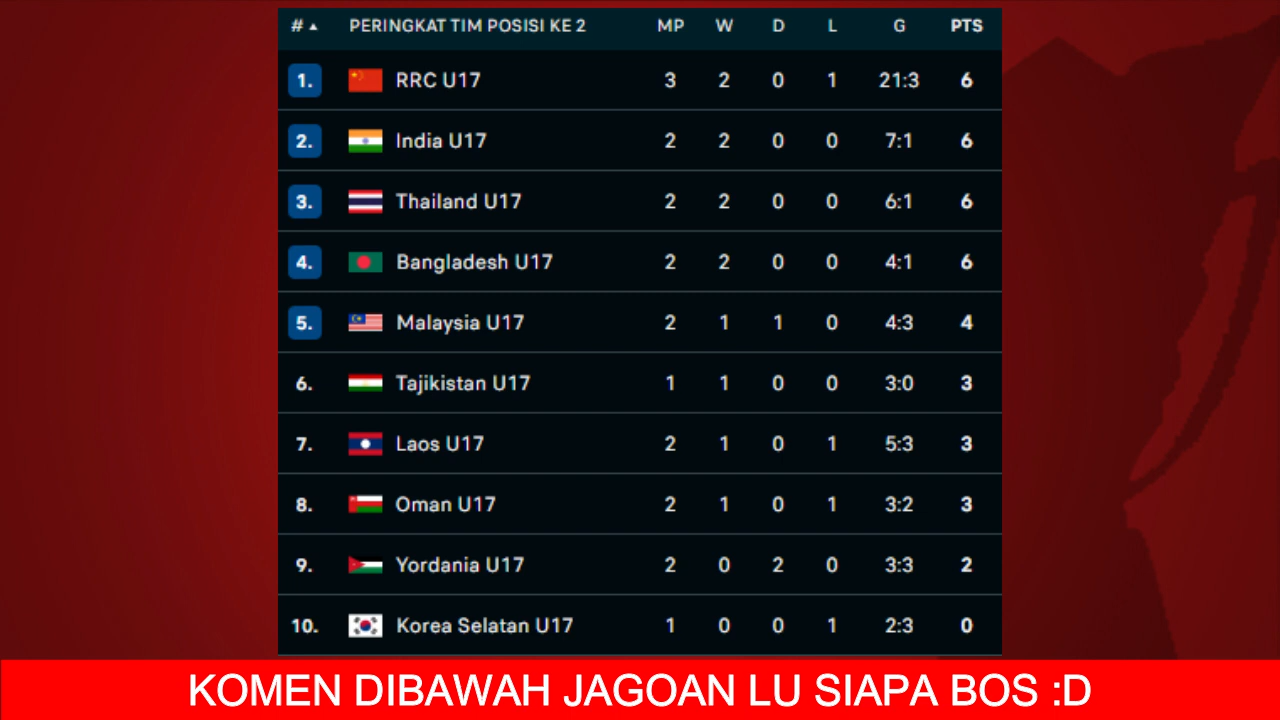 # ▲ PERINGKAT TIM POSISI KE 2 MP W D L G PTS
1. RRC U17 3 2 0 1 21:3 6
2. India U17 2 2 0 0 7:1 6
3. Thailand U17 2 2 0 0 6:1 6
4. Bangladesh U17 2 2 0 0 4:1 6
5. Malaysia U17 2 1 1 0 4:3 4
6. Tajikistan U17 1 1 0 0 3:0 3
7. Laos U17 2 1 0 1 5:3 3
8. Oman U17 2 1 0 1 3:2 3
9. Yordania U17 2 0 2 0 3:3 2
10. Korea Selatan U17 1 0 0 1 2:3 0
KOMEN DIBAWAH JAGOAN LU SIAPA BOS :D